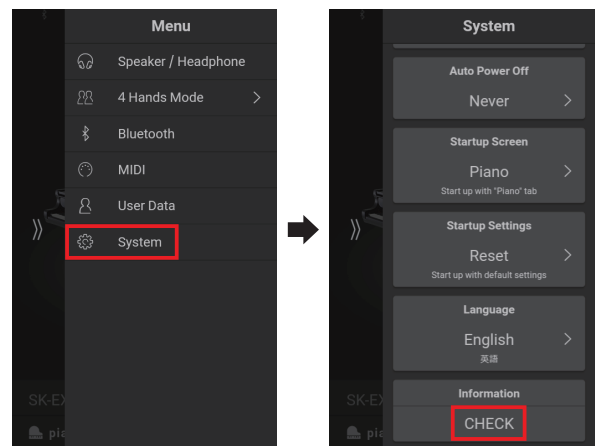 Menu
Speaker / Headphone
4 Hands Mode
Bluetooth
MIDI
User Data
System
SK-EX
pia
System
Auto Power Off
Never
Startup Screen
Piano
Start up with "Piano" tab
Startup Settings
Reset
Start up with default settings
Language
English
英語
Information
CHECK
SK-EX
pia